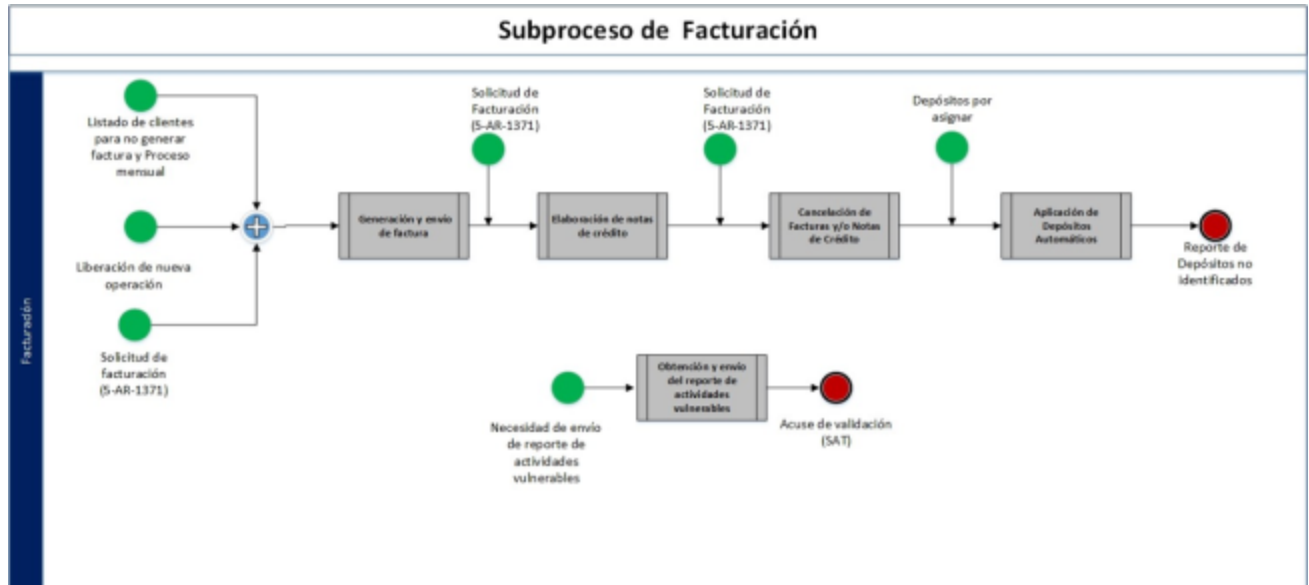 Subproceso de Facturación
Facturación
Listado de clientes
para no generar
factura y Proceso
mensual
Liberación de nueva
operación
Solicitud de
facturación
(5-AR-1371)
Generación y envío
de factura
Solicitud de
Facturación
(5-AR-1371)
Elaboración de notas
de crédito
Solicitud de
Facturación
(5-AR-1371)
Cancelación de
Facturas y/o Notas
de Crédito
Depósitos por
asignar
Aplicación de
Depósitos
Automáticos
Reporte de
Depósitos no
identificados
Necesidad de envío
de reporte de
actividades
vulnerables
Obtención y envío
del reporte de
actividades
vulnerables
Acuse de validación
(SAT)